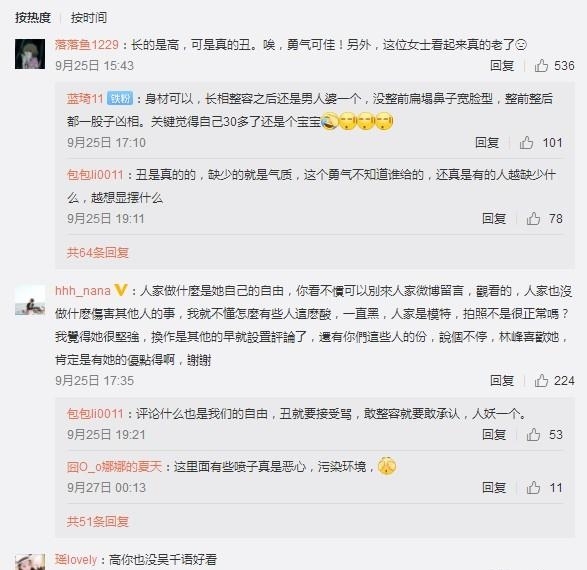 按热度 | 按时间
落落鱼1229：长的是高，可是真的丑。唉，勇气可佳！另外，这位女士看起来真的老了
9月25日 15:43 回复 536
蓝琦11 铁粉：身材可以，长相整容之后还是男人婆一个，没整前扁塌鼻子宽脸型，整前整后
都一股子凶相。关键觉得自己30多了还是个宝宝
9月25日 17:10 回复 101
包包li0011：丑是真的的，缺少的就是气质，这个勇气不知道谁给的，还真是有的人越缺少什
么，越想显摆什么
9月25日 19:11 回复 78
共64条回复
hhh_nana：人家做什麼是她自己的自由，你看不慣可以別來人家微博留言，觀看的，人家也沒
做什麽傷害其他人的事，我就不懂怎麼有些人這麽酸，一直黑，人家是模特，拍照不是很正常嗎？
我覺得她很堅強，換作是其他的早就設置評論了，還有你們這些人的份，說個不停，林峰喜歡她，
肯定是有她的優點得啊，謝謝
9月25日 17:35 回复 224
包包li0011：评论什么也是我们的自由，丑就要接受骂，敢整容就要敢承认，人妖一个。
9月25日 19:21 回复 53
囧O_o娜娜的夏天：这里面有些喷子真是恶心，污染环境，
9月27日 00:13 回复 11
共51条回复
瑶lovely：高你也没吴千语好看